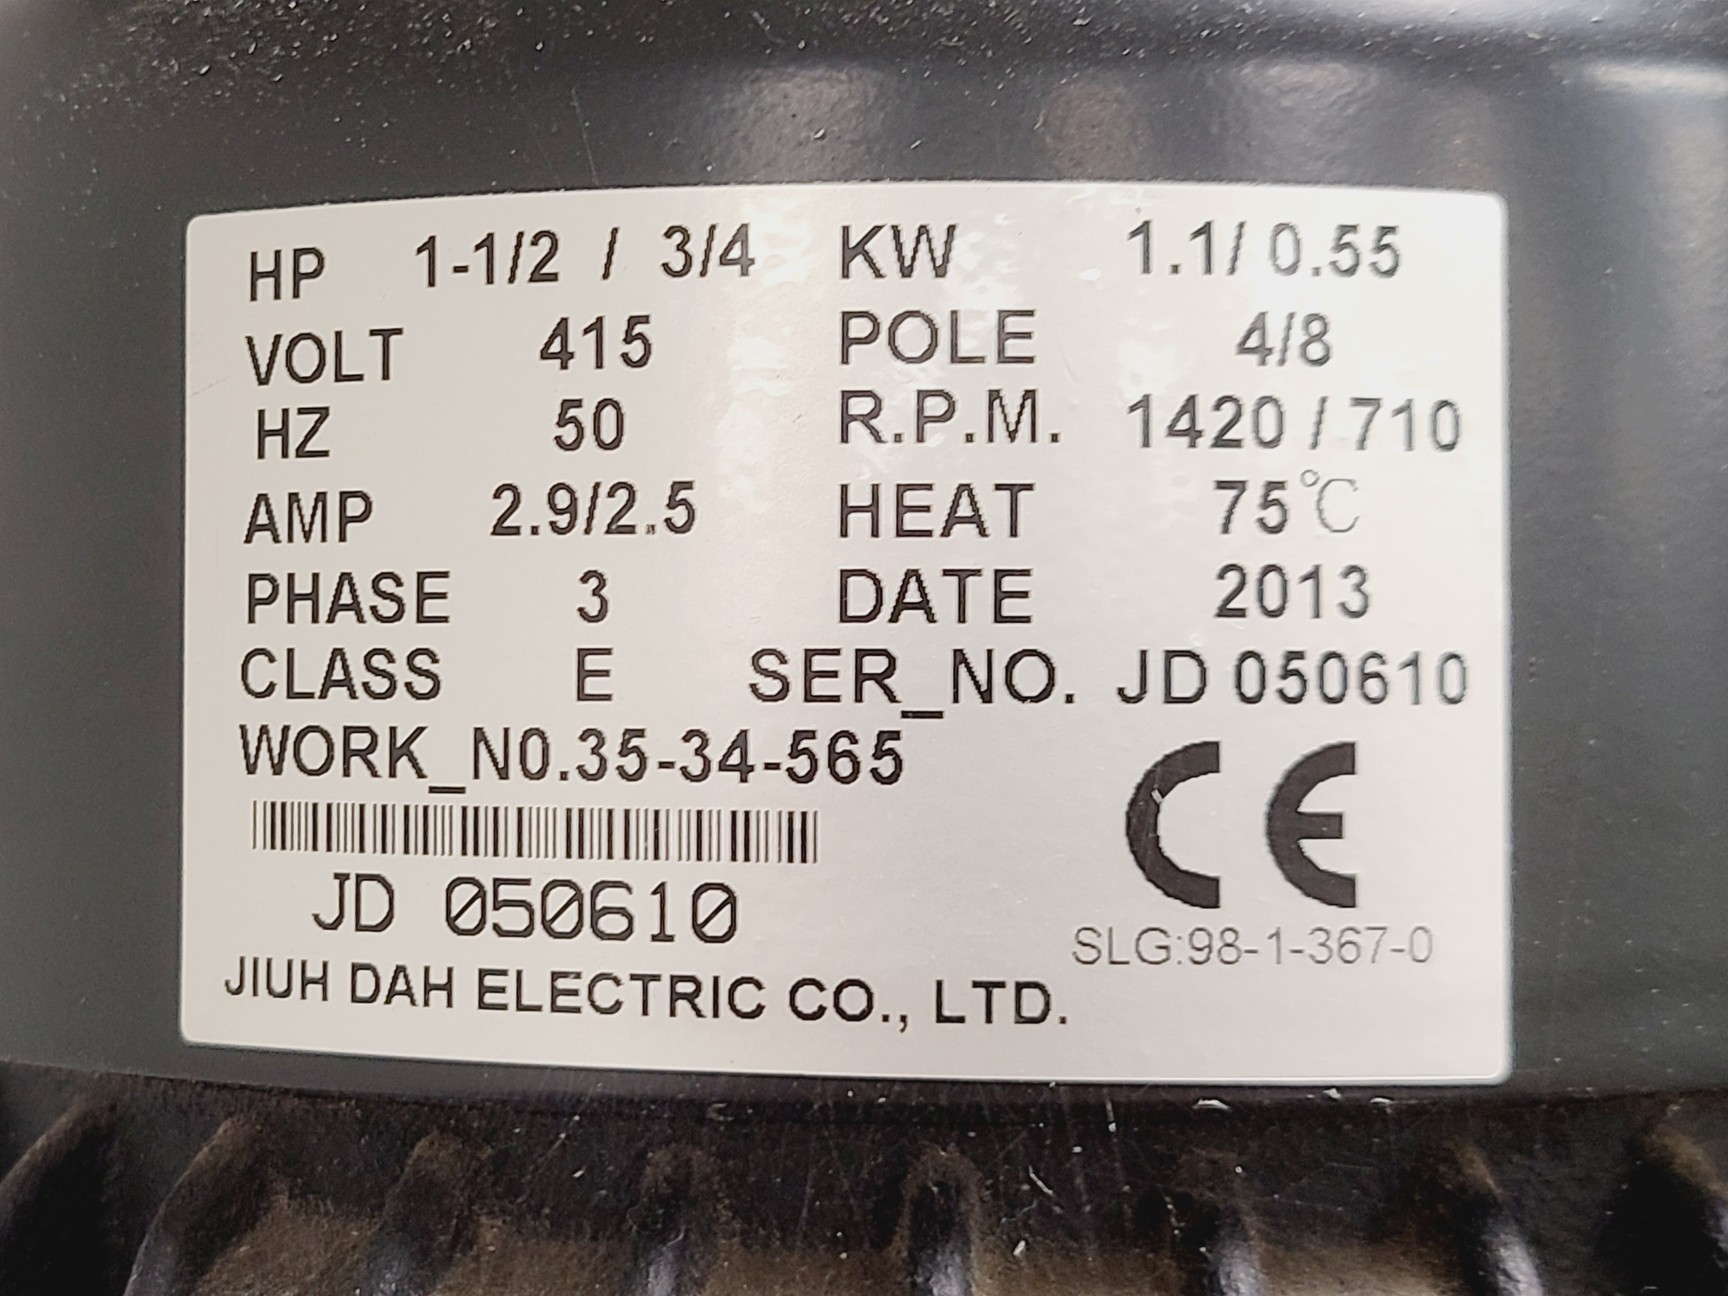 HP 1-1/2 / 3/4 KW 1.1/ 0.55
VOLT 415 POLE 4/8
HZ 50 R.P.M. 1420 / 710
AMP 2.9/2.5 HEAT 75℃
PHASE 3 DATE 2013
CLASS E SER_NO. JD 050610
WORK_N0.35-34-565
JD 050610
CE
SLG:98-1-367-0
JIUH DAH ELECTRIC CO., LTD.